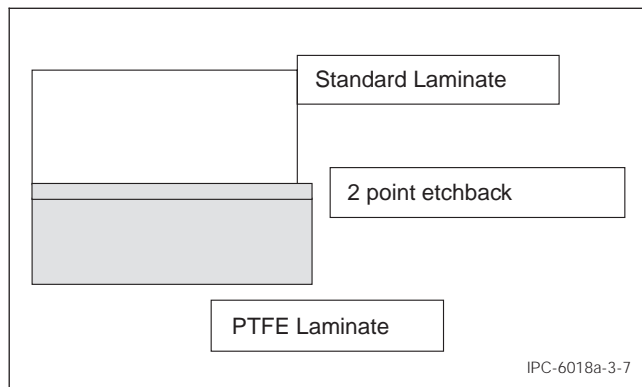 Standard Laminate
2 point etchback
PTFE Laminate
IPC-6018a-3-7